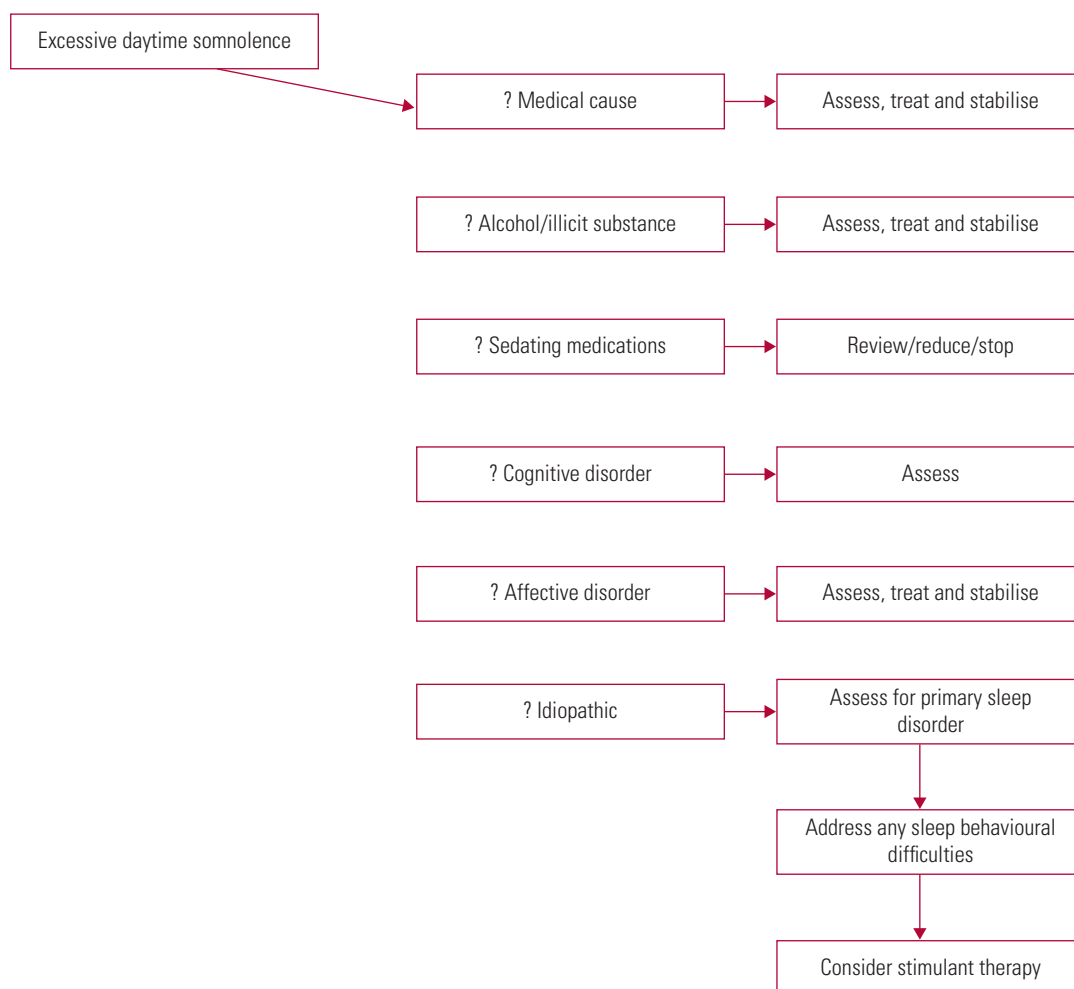 Excessive daytime somnolence
? Medical cause
Assess, treat and stabilise
? Alcohol/illicit substance
Assess, treat and stabilise
? Sedating medications
Review/reduce/stop
? Cognitive disorder
Assess
? Affective disorder
Assess, treat and stabilise
? Idiopathic
Assess for primary sleep
disorder
Address any sleep behavioural
difficulties
Consider stimulant therapy